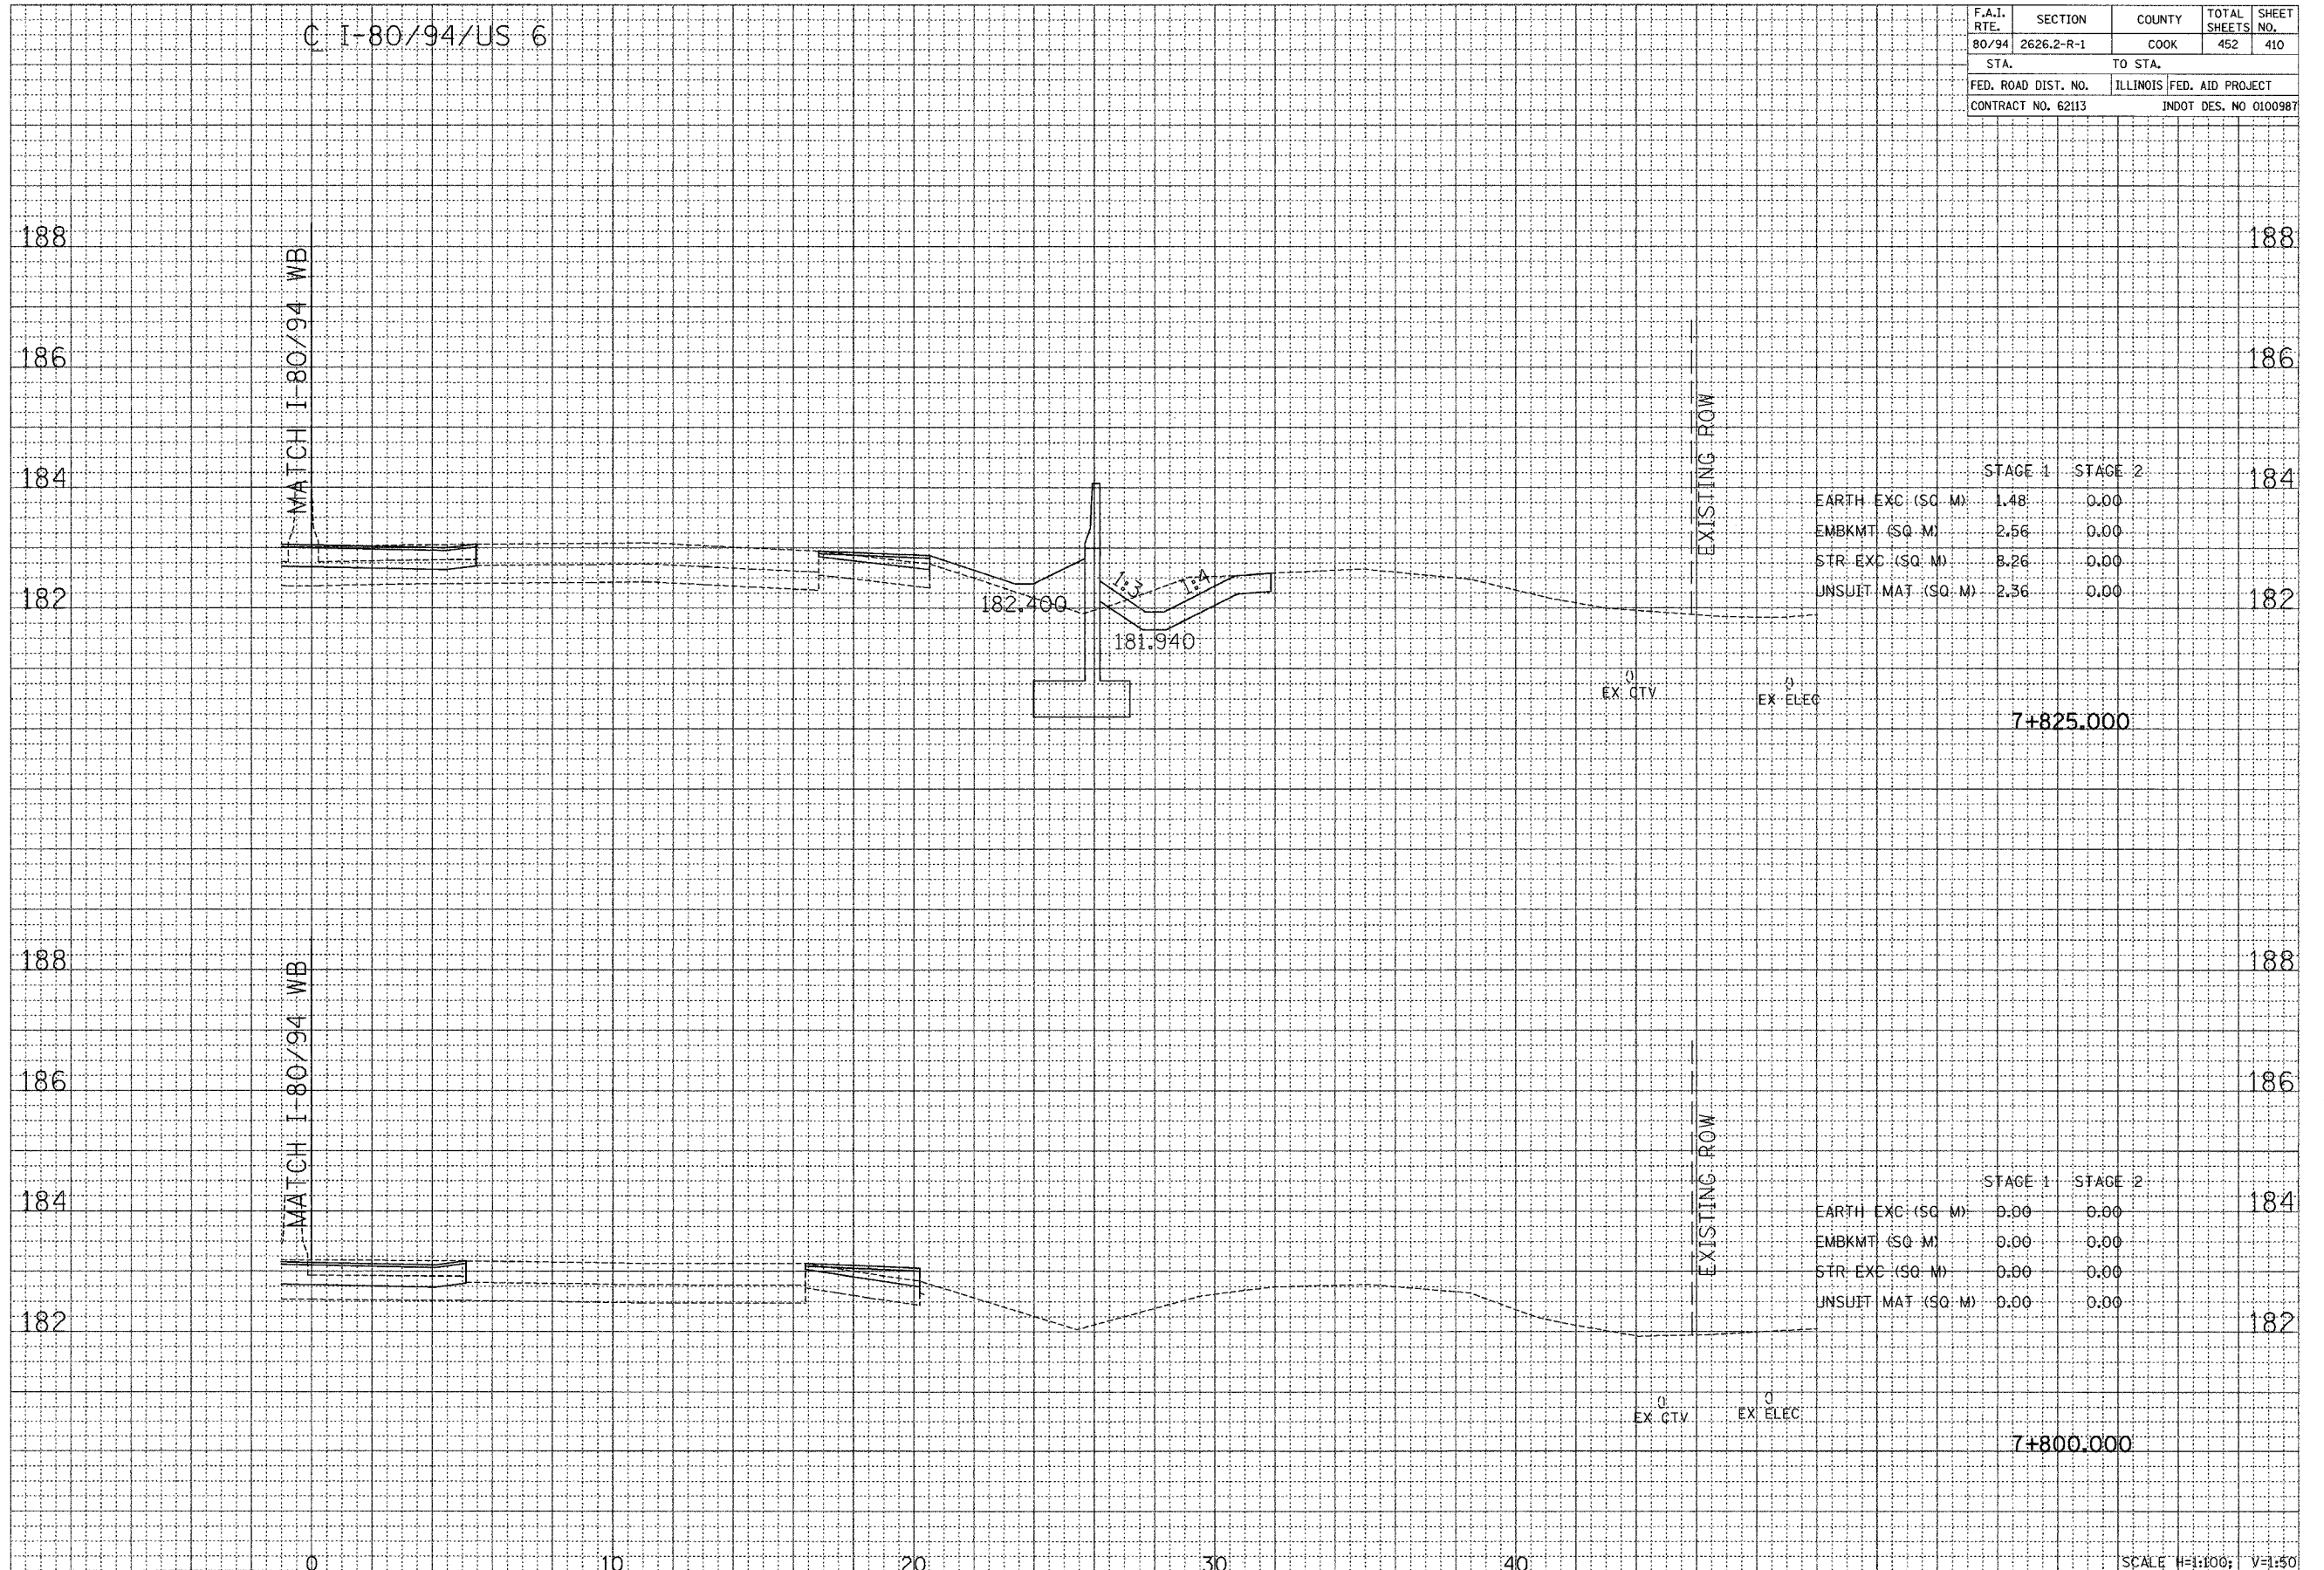 ℄ I-80/94/US 6
F.A.I. RTE. SECTION COUNTY TOTAL SHEETS SHEET NO.
80/94 2626.2-R-1 COOK 452 410
STA. TO STA.
FED. ROAD DIST. NO. ILLINOIS FED. AID PROJECT
CONTRACT NO. 62113 INDOT DES. NO 0100987
188 188
186 186
184 184
182 182
MATCH I-80/94 WB
EXISTING ROW
182.400
1:3
1:4
181.940
EX CTV
EX ELEC
STAGE 1 STAGE 2
EARTH EXC (SQ M) 1.48 0.00
EMBKMT (SQ M) 2.56 0.00
STR EXC (SQ M) 8.26 0.00
UNSUIT MAT (SQ M) 2.36 0.00
7+825.000
188 188
186 186
184 184
182 182
MATCH I-80/94 WB
EXISTING ROW
EX CTV
EX ELEC
STAGE 1 STAGE 2
EARTH EXC (SQ M) 0.00 0.00
EMBKMT (SQ M) 0.00 0.00
STR EXC (SQ M) 0.00 0.00
UNSUIT MAT (SQ M) 0.00 0.00
7+800.000
0 10 20 30 40
SCALE H=1:100; V=1:50